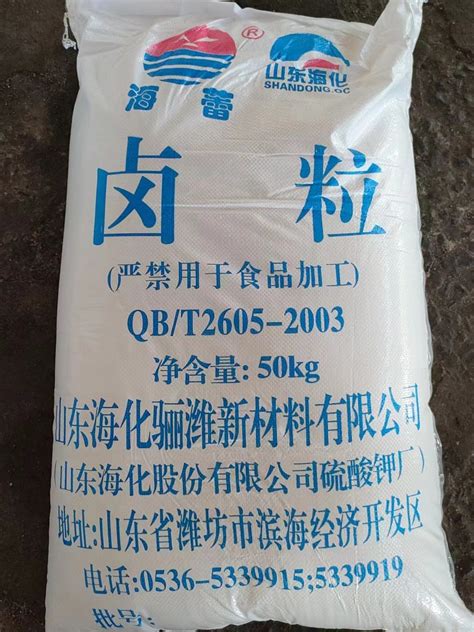 ®
山东海化
SHANDONG.GC
海蕾
卤粒
(严禁用于食品加工)
QB/T2605-2003
净含量: 50kg
山东海化骊潍新材料有限公司
(山东海化股份有限公司硫酸钾厂)
地址:山东省潍坊市滨海经济开发区
电话:0536-5339915;5339919
批号: